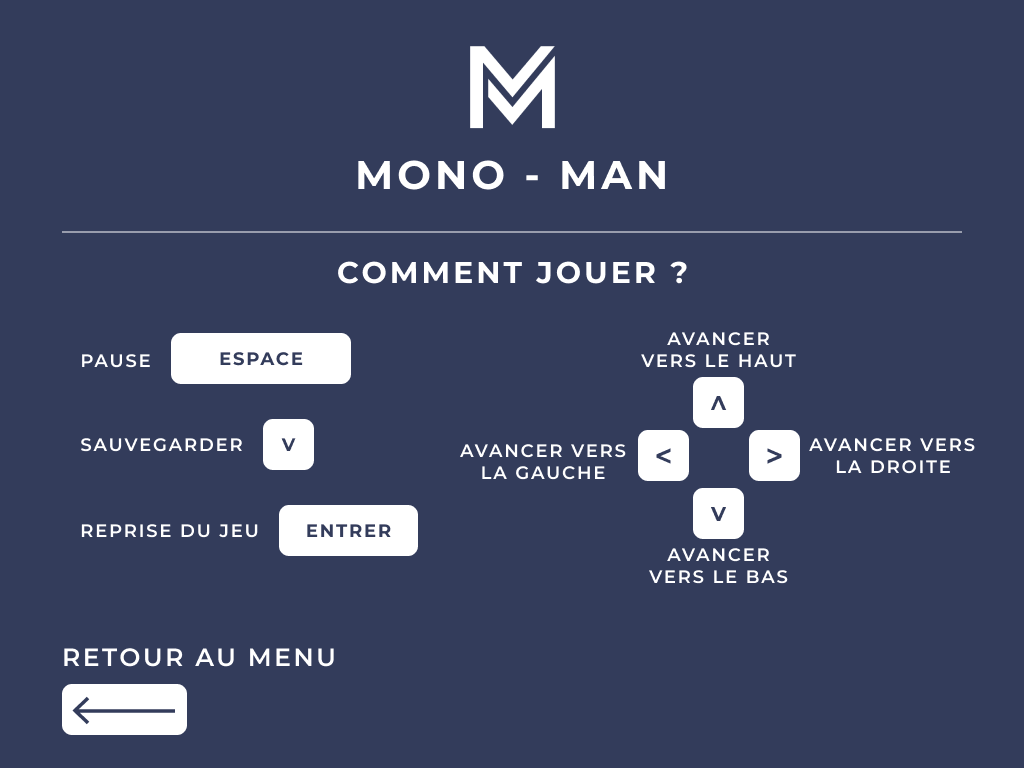 M
MONO - MAN
COMMENT JOUER ?
PAUSE
ESPACE
SAUVEGARDER
V
REPRISE DU JEU
ENTRER
AVANCER
VERS LE HAUT
^
AVANCER VERS
LA GAUCHE
<
>
AVANCER VERS
LA DROITE
v
AVANCER
VERS LE BAS
RETOUR AU MENU